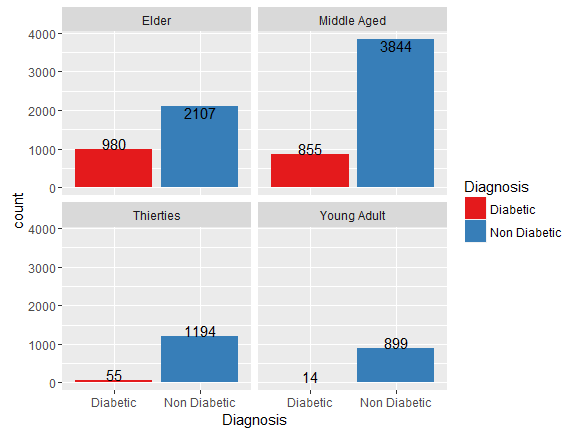 Elder
Middle Aged
4000
3000
2000
1000
0
980
2107
855
3844
Thierties
Young Adult
4000
3000
2000
1000
0
55
1194
14
899
Diabetic
Non Diabetic
Diabetic
Non Diabetic
Diagnosis
count
Diagnosis
Diabetic
Non Diabetic